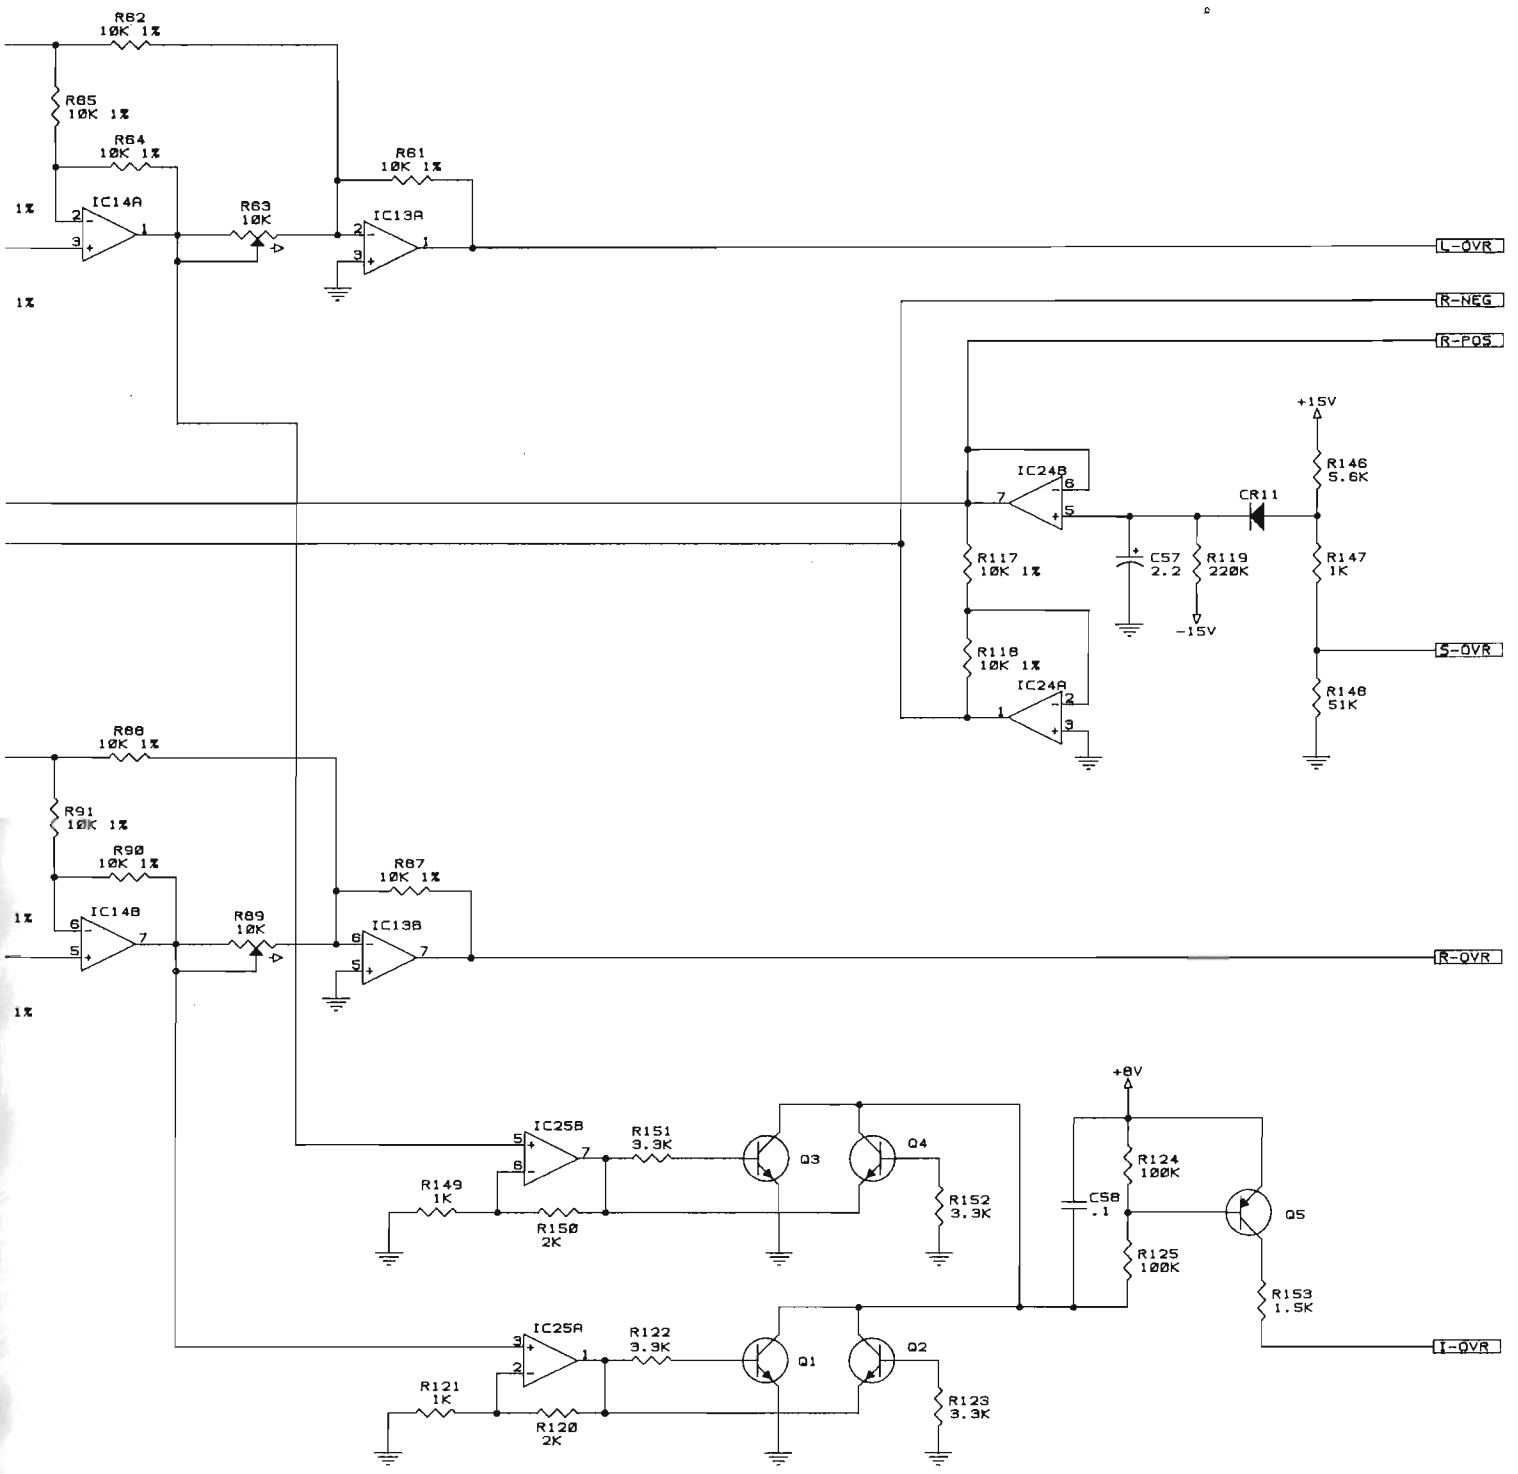 R62
10K 1%
R65
10K 1%
R64
10K 1%
R61
10K 1%
1%
IC14A
2
-
3
+
1
R63
10K
IC13A
2
-
3
+
1
L-OVR
1%
R-NEG
R-POS
+15V
R146
5.6K
IC24B
7
6
-
5
+
CR11
R117
10K 1%
C57
2.2
+
R119
220K
R147
1K
-15V
R118
10K 1%
S-OVR
IC24A
1
2
-
3
+
R148
51K
R88
10K 1%
R91
10K 1%
R90
10K 1%
R87
10K 1%
1%
IC14B
6
-
5
+
7
R89
10K
IC13B
6
-
5
+
7
R-OVR
1%
+8V
IC25B
5
+
6
-
7
R151
3.3K
Q3
Q4
R124
100K
R149
1K
R150
2K
R152
3.3K
C58
.1
Q5
R125
100K
R153
1.5K
IC25A
3
+
2
-
1
R122
3.3K
Q1
Q2
I-OVR
R121
1K
R120
2K
R123
3.3K